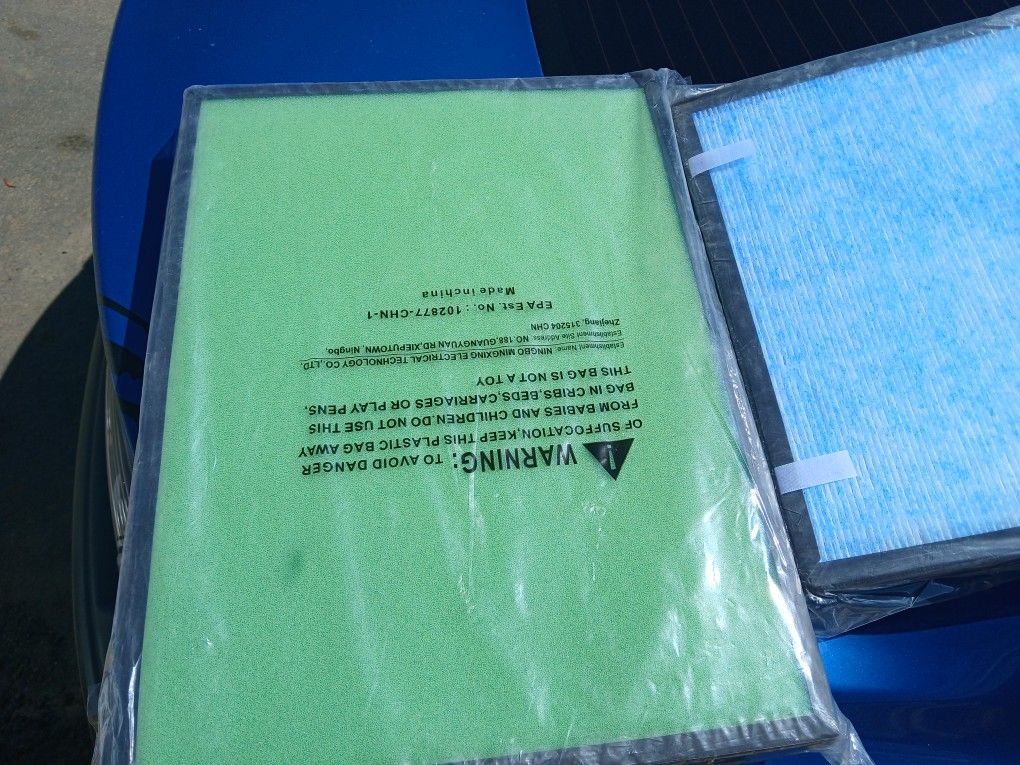 WARNING: TO AVOID DANGER
OF SUFFOCATION,KEEP THIS PLASTIC BAG AWAY
FROM BABIES AND CHILDREN.DO NOT USE THIS
BAG IN CRIBS.BEDS,CARRIAGES OR PLAY PENS.
THIS BAG IS NOT A TOY
Establishment Name: NINGBO MINGXING ELECTRICAL TECHNOLOGY CO.,LTD
Establishment Site Address: NO.188,GUANGYUAN RD.XIEPUTOWN, Ningbo,
Zhejiang, 315204 CHN
EPA Est. No.: 102877-CHN-1
Made inchina